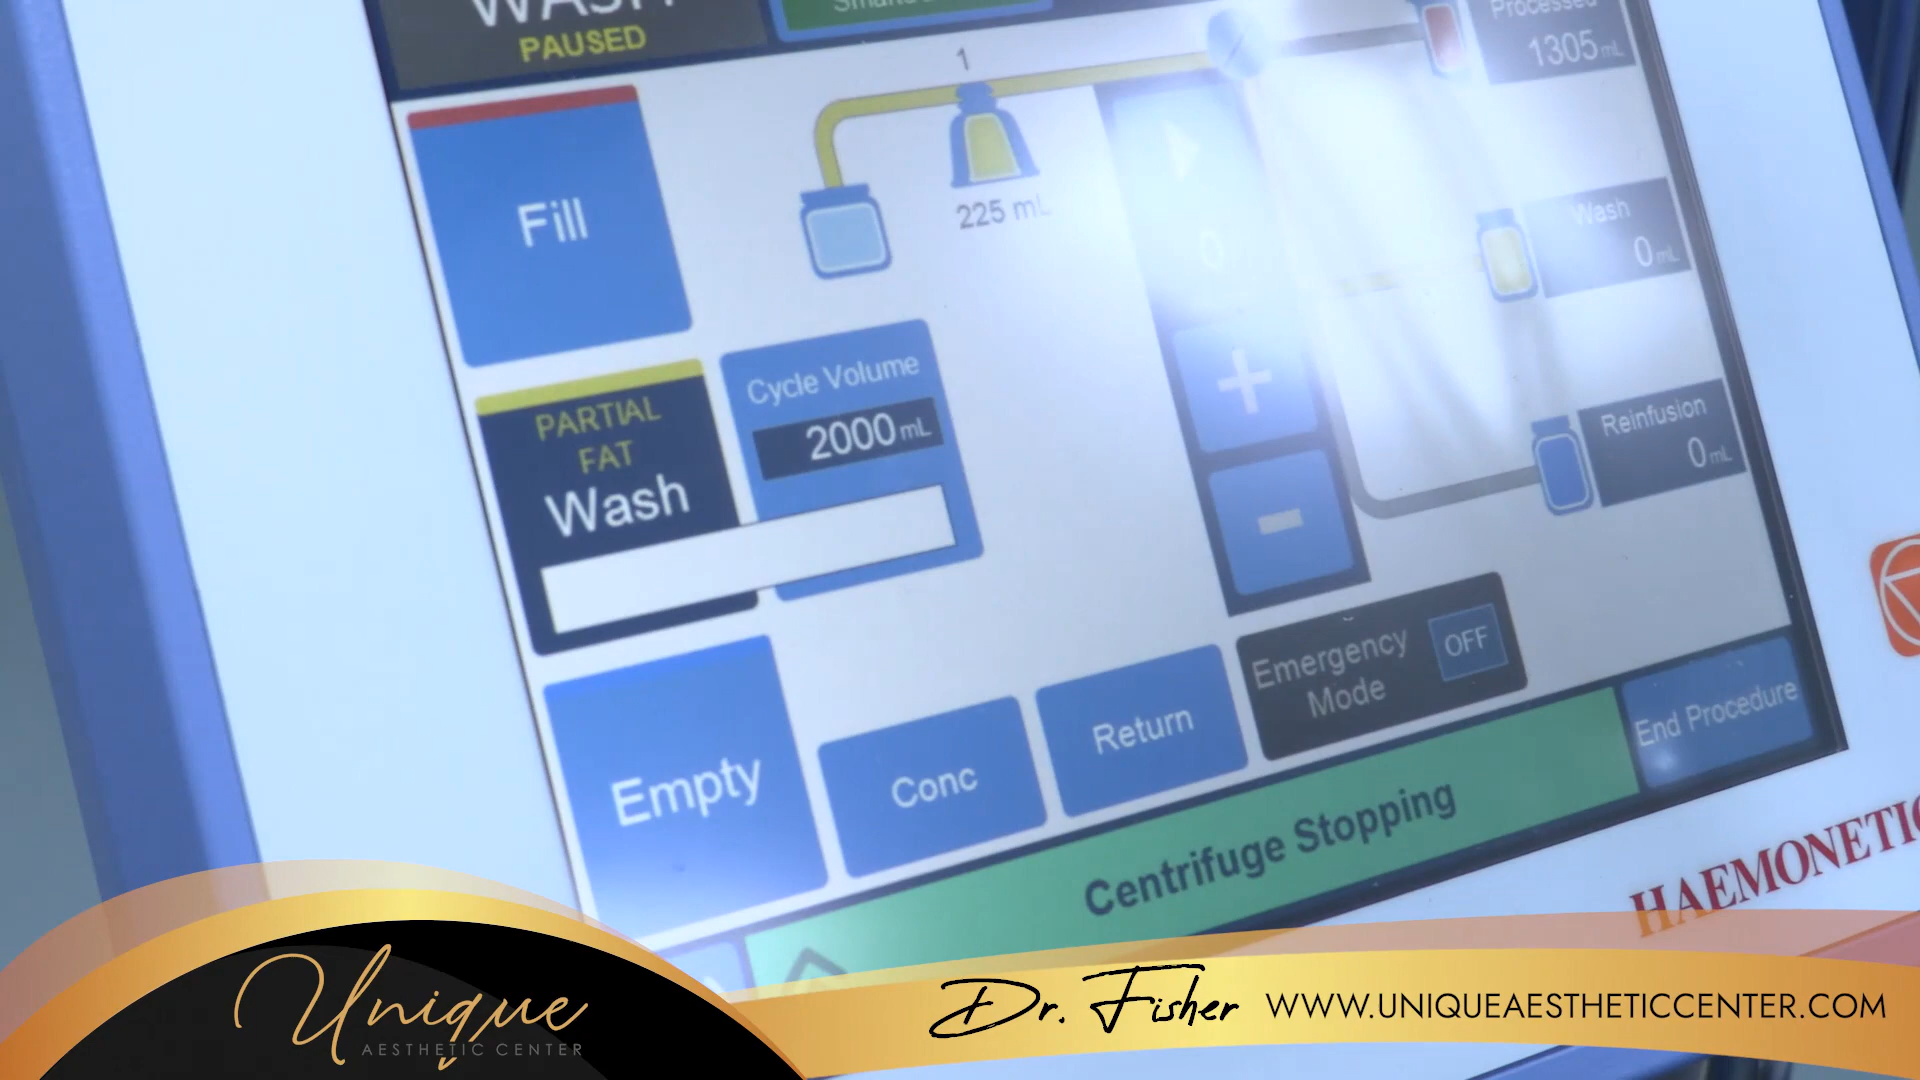 WASH
PAUSED
Processed
1305 mL
1
225 mL
Fill
0
Wash
0 mL
Cycle Volume
2000 mL
PARTIAL
FAT
Wash
Reinfusion
0 mL
+
-
Emergency
Mode
OFF
Empty
Conc
Return
End Procedure
Centrifuge Stopping
HAEMONETIC
Unique
AESTHETIC CENTER
Dr. Fisher
WWW.UNIQUEAESTHETICCENTER.COM